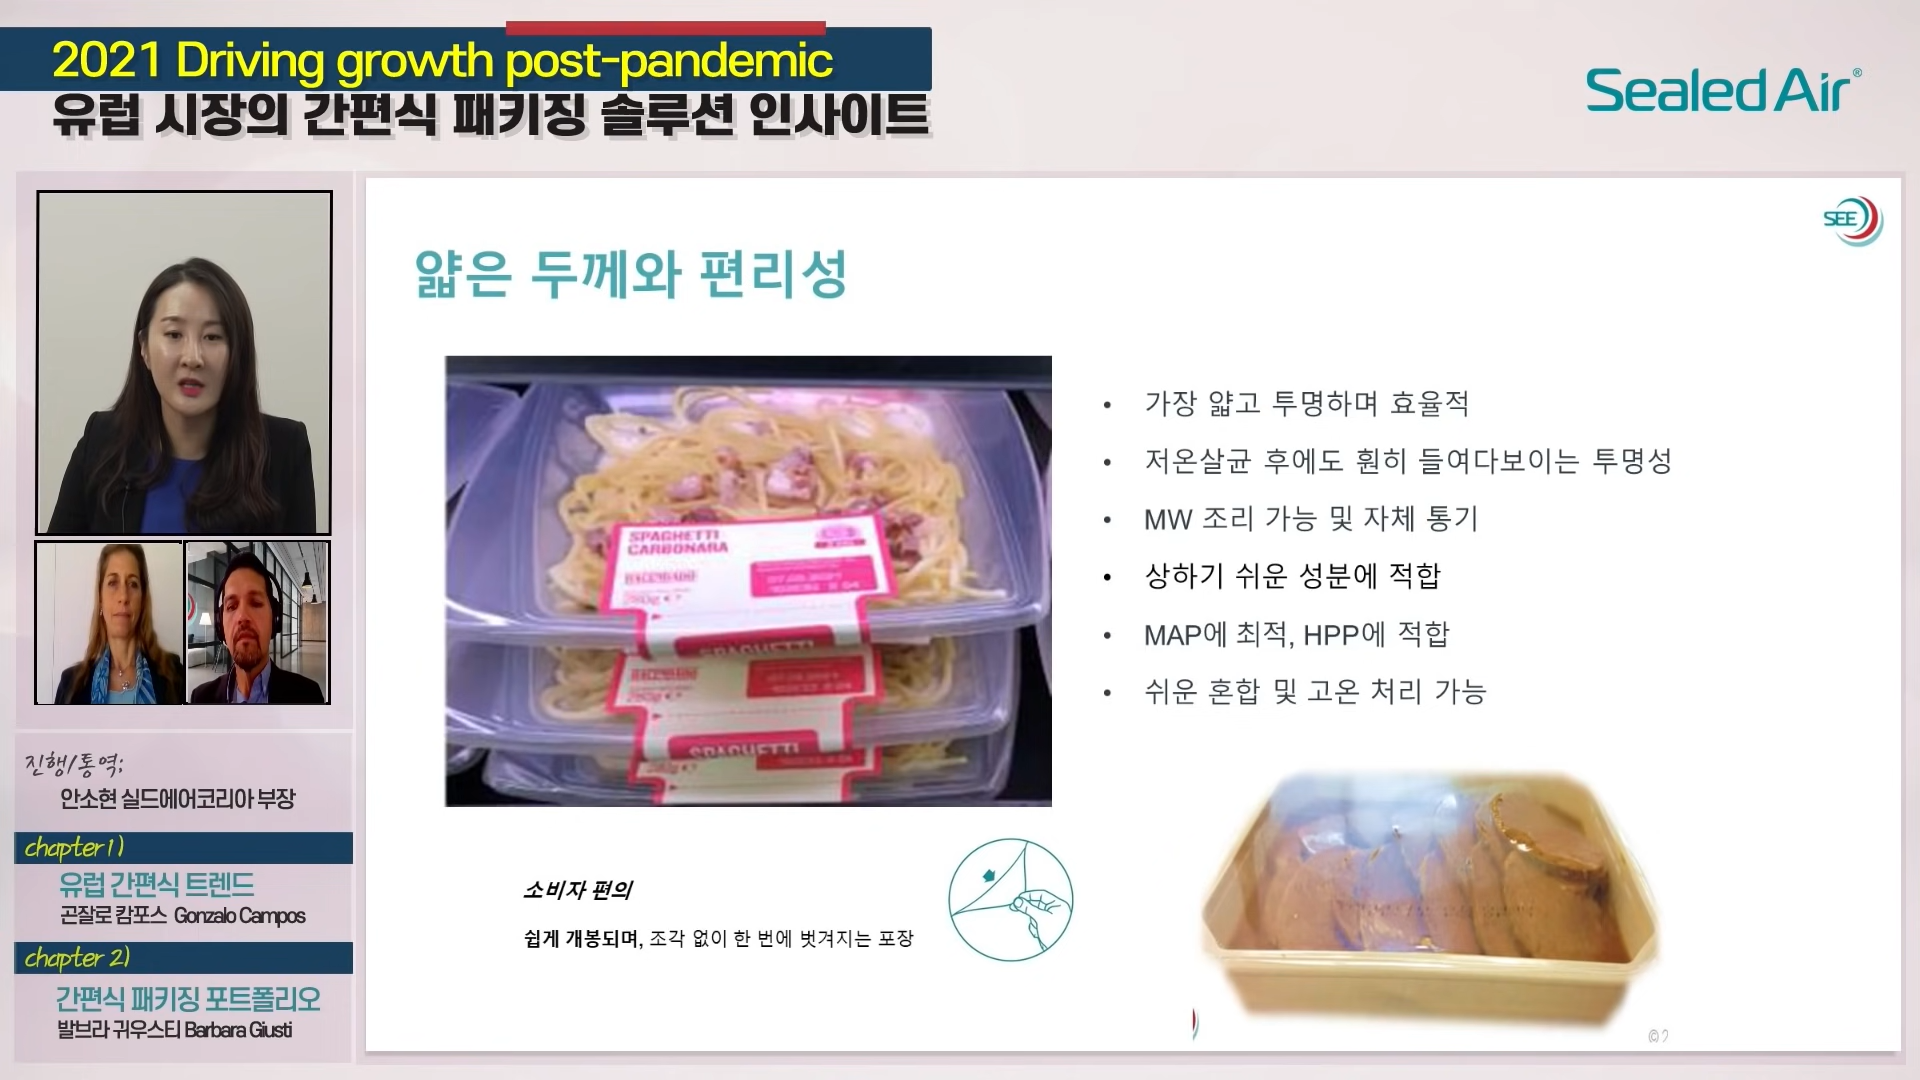 2021 Driving growth post-pandemic
유럽 시장의 간편식 패키징 솔루션 인사이트
Sealed Air®
SEE
얇은 두께와 편리성
SPAGHETTI
CARBONARA
SPAGHETTI
SPAGHETTI
가장 얇고 투명하며 효율적
저온살균 후에도 훤히 들여다보이는 투명성
MW 조리 가능 및 자체 통기
상하기 쉬운 성분에 적합
MAP에 최적, HPP에 적합
쉬운 혼합 및 고온 처리 가능
소비자 편의
쉽게 개봉되며, 조각 없이 한 번에 벗겨지는 포장
진행/통역;
안소현 실드에어코리아 부장
chapter 1)
유럽 간편식 트렌드
곤잘로 캄포스 Gonzalo Campos
chapter 2)
간편식 패키징 포트폴리오
발브라 귀우스티 Barbara Giusti